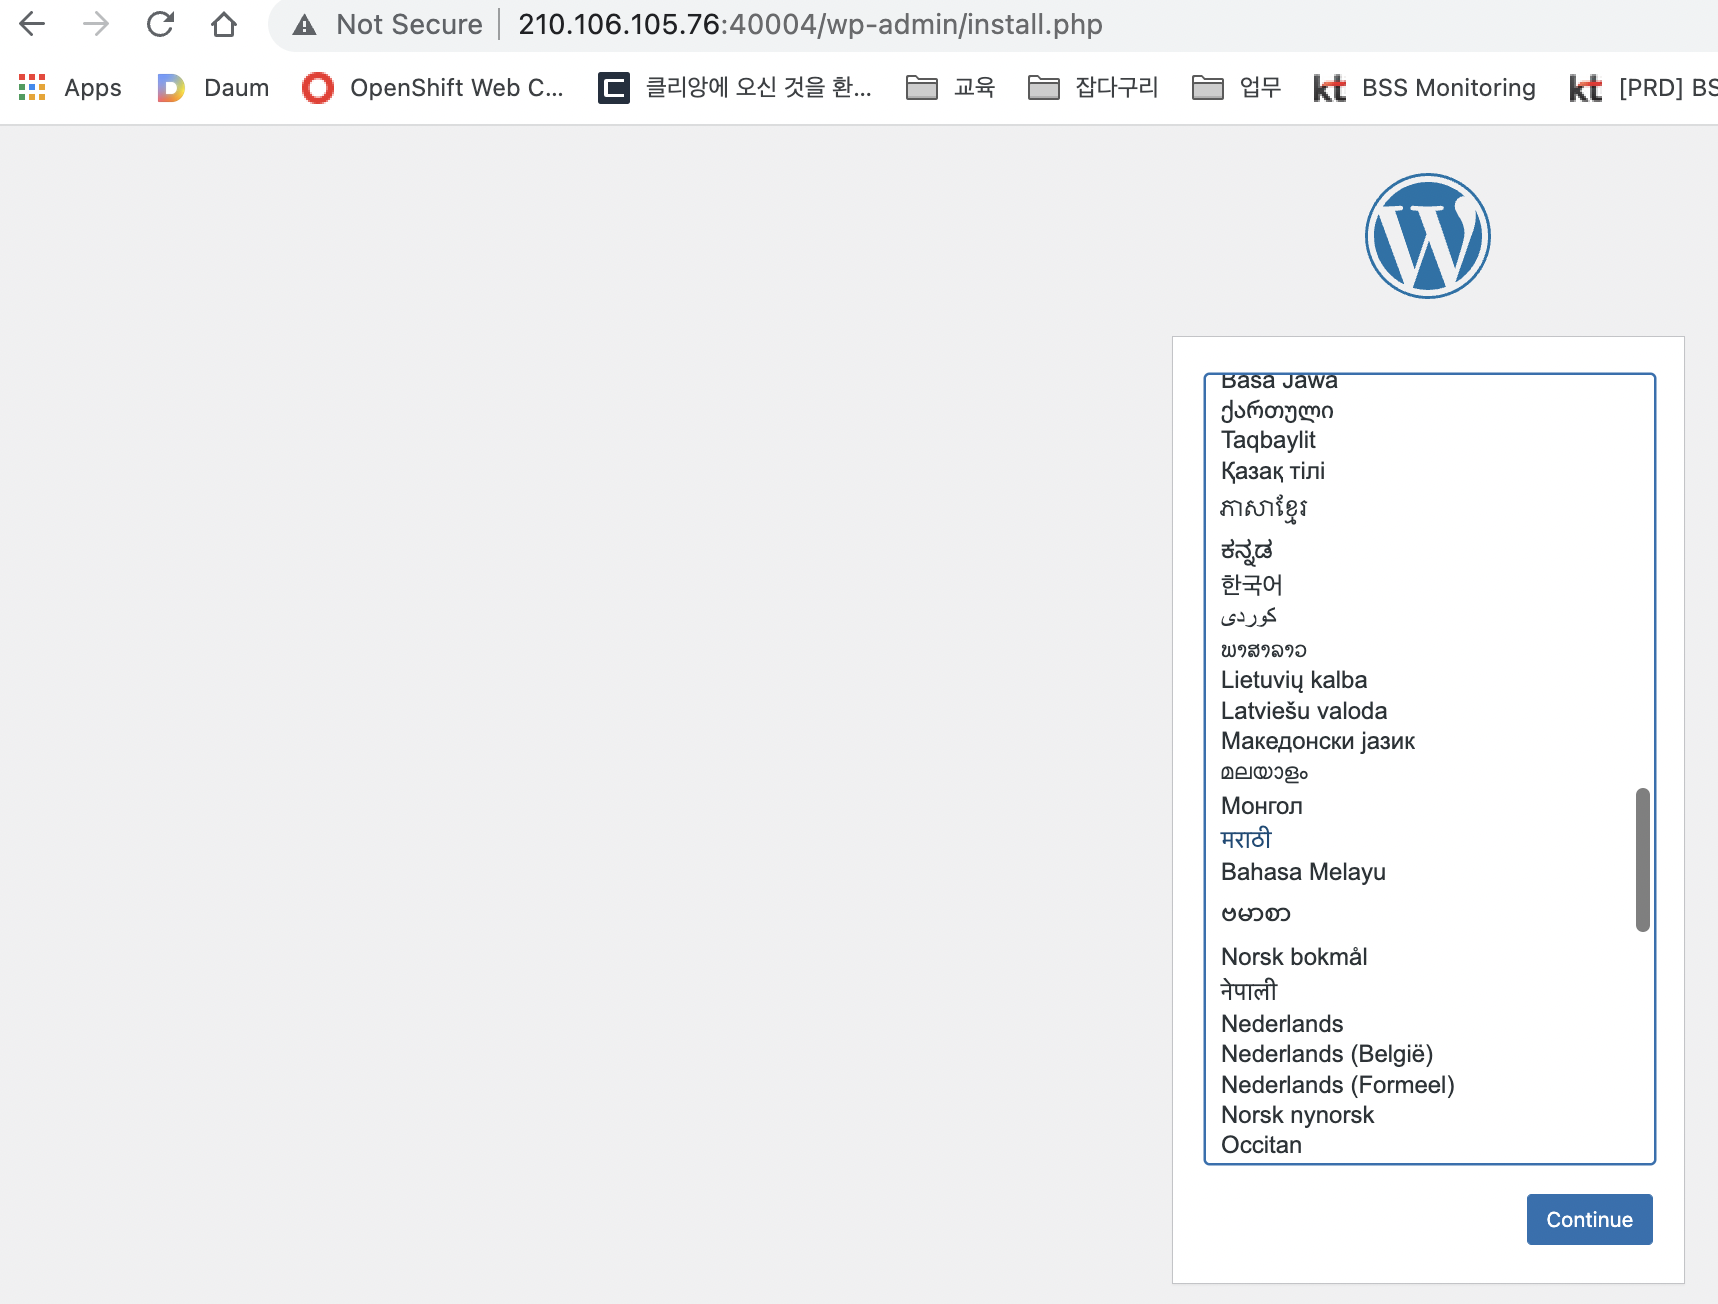 Not Secure 210.106.105.76:40004/wp-admin/install.php
Apps Daum OpenShift Web C... 클리앙에 오신 것을 환... 교육 잡다구리 업무 BSS Monitoring [PRD] BS
Basa Jawa
ქართული
Taqbaylit
Қазақ тілі
ភាសាខ្មែរ
ಕನ್ನಡ
한국어
كوردی
ພາສາລາວ
Lietuvių kalba
Latviešu valoda
Македонски јазик
മലയാളം
Монгол
मराठी
Bahasa Melayu
ဗမာစာ
Norsk bokmål
नेपाली
Nederlands
Nederlands (België)
Nederlands (Formeel)
Norsk nynorsk
Occitan
Continue